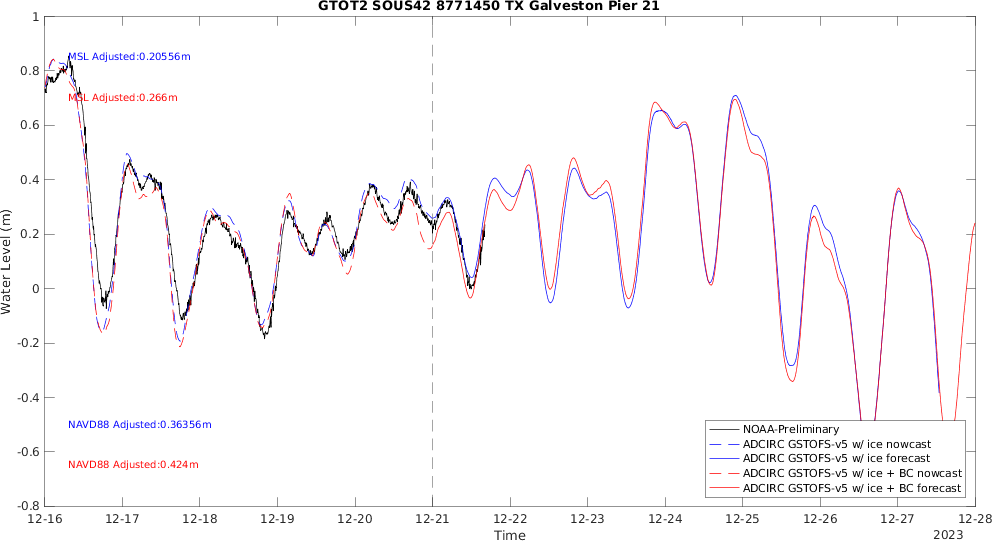 GTOT2 SOUS42 8771450 TX Galveston Pier 21
1
0.8
0.6
0.4
0.2
0
-0.2
-0.4
-0.6
-0.8
Water Level (m)
MSL Adjusted:0.20556m
MSL Adjusted:0.266m
NAVD88 Adjusted:0.36356m
NAVD88 Adjusted:0.424m
NOAA-Preliminary
ADCIRC GSTOFS-v5 w/ ice nowcast
ADCIRC GSTOFS-v5 w/ ice forecast
ADCIRC GSTOFS-v5 w/ ice + BC nowcast
ADCIRC GSTOFS-v5 w/ ice + BC forecast
12-16 12-17 12-18 12-19 12-20 12-21 12-22 12-23 12-24 12-25 12-26 12-27 12-28
Time
2023